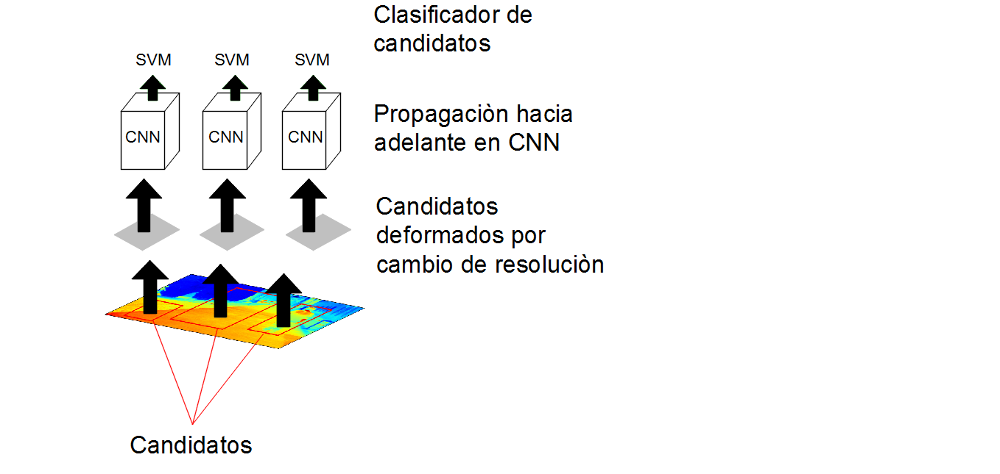 Clasificador de
candidatos
SVM SVM SVM
Propagaciòn hacia
adelante en CNN
CNN CNN CNN
Candidatos
deformados por
cambio de resoluciòn
Candidatos